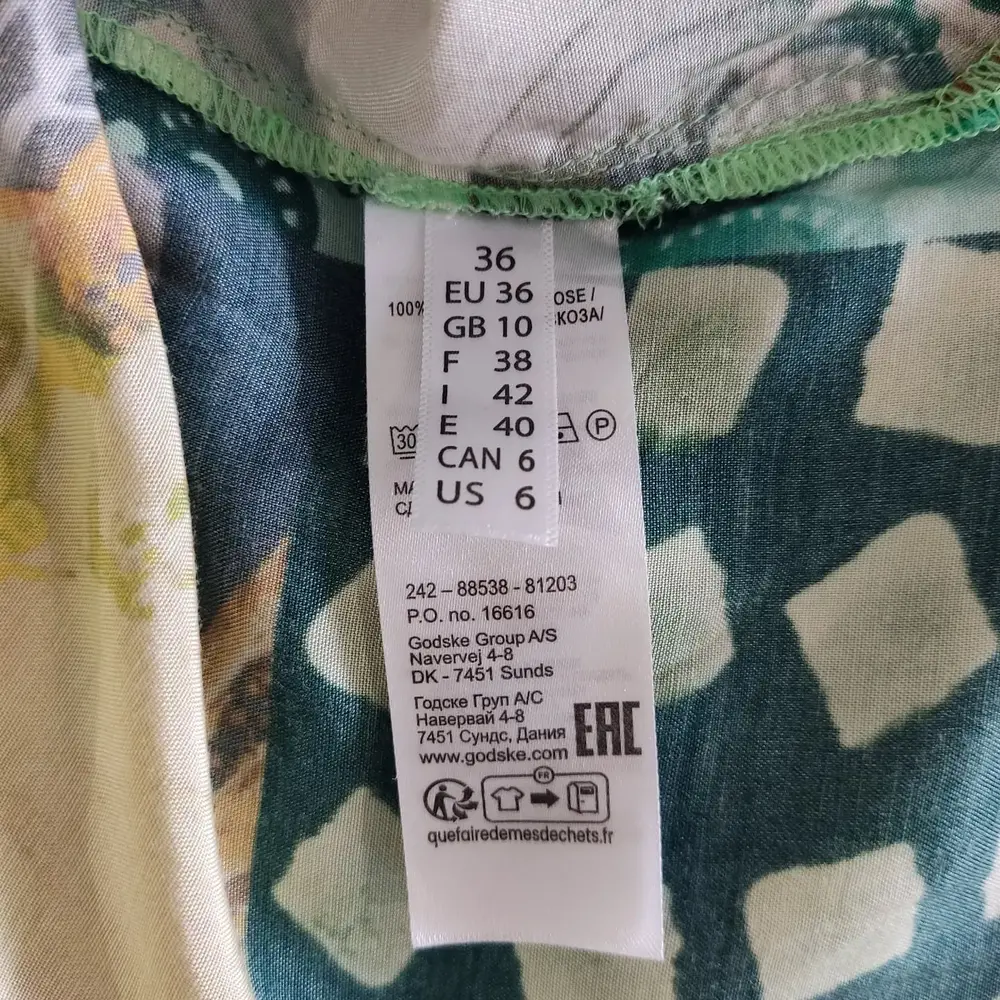 36
EU 36
GB 10
F 38
I 42
E 40
CAN 6
US 6
100%
OSE /
КОЗА/
30
P
242 – 88538 - 81203
P.O. no. 16616
Godske Group A/S
Navervej 4-8
DK - 7451 Sunds
Годске Груп А/С
Навервай 4-8
7451 Сундс, Дания
www.godske.com
EAC
FR
quefairedemesdechets.fr